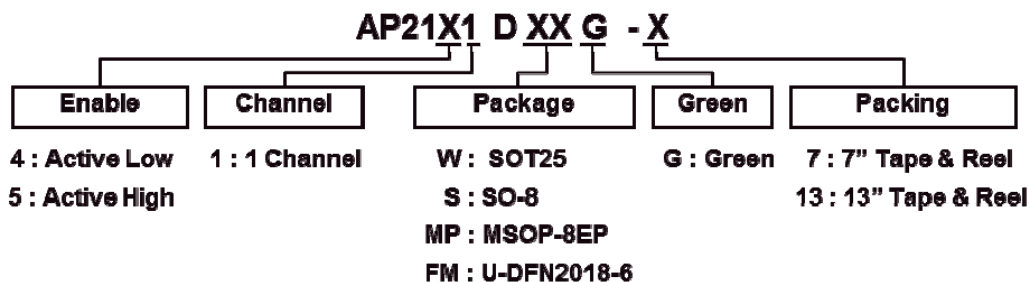 AP21X1 D XX G - X
Enable Channel Package Green Packing
4 : Active Low 1 : 1 Channel W : SOT25 G : Green 7 : 7” Tape & Reel
5 : Active High S : SO-8 13 : 13” Tape & Reel
MP : MSOP-8EP
FM : U-DFN2018-6